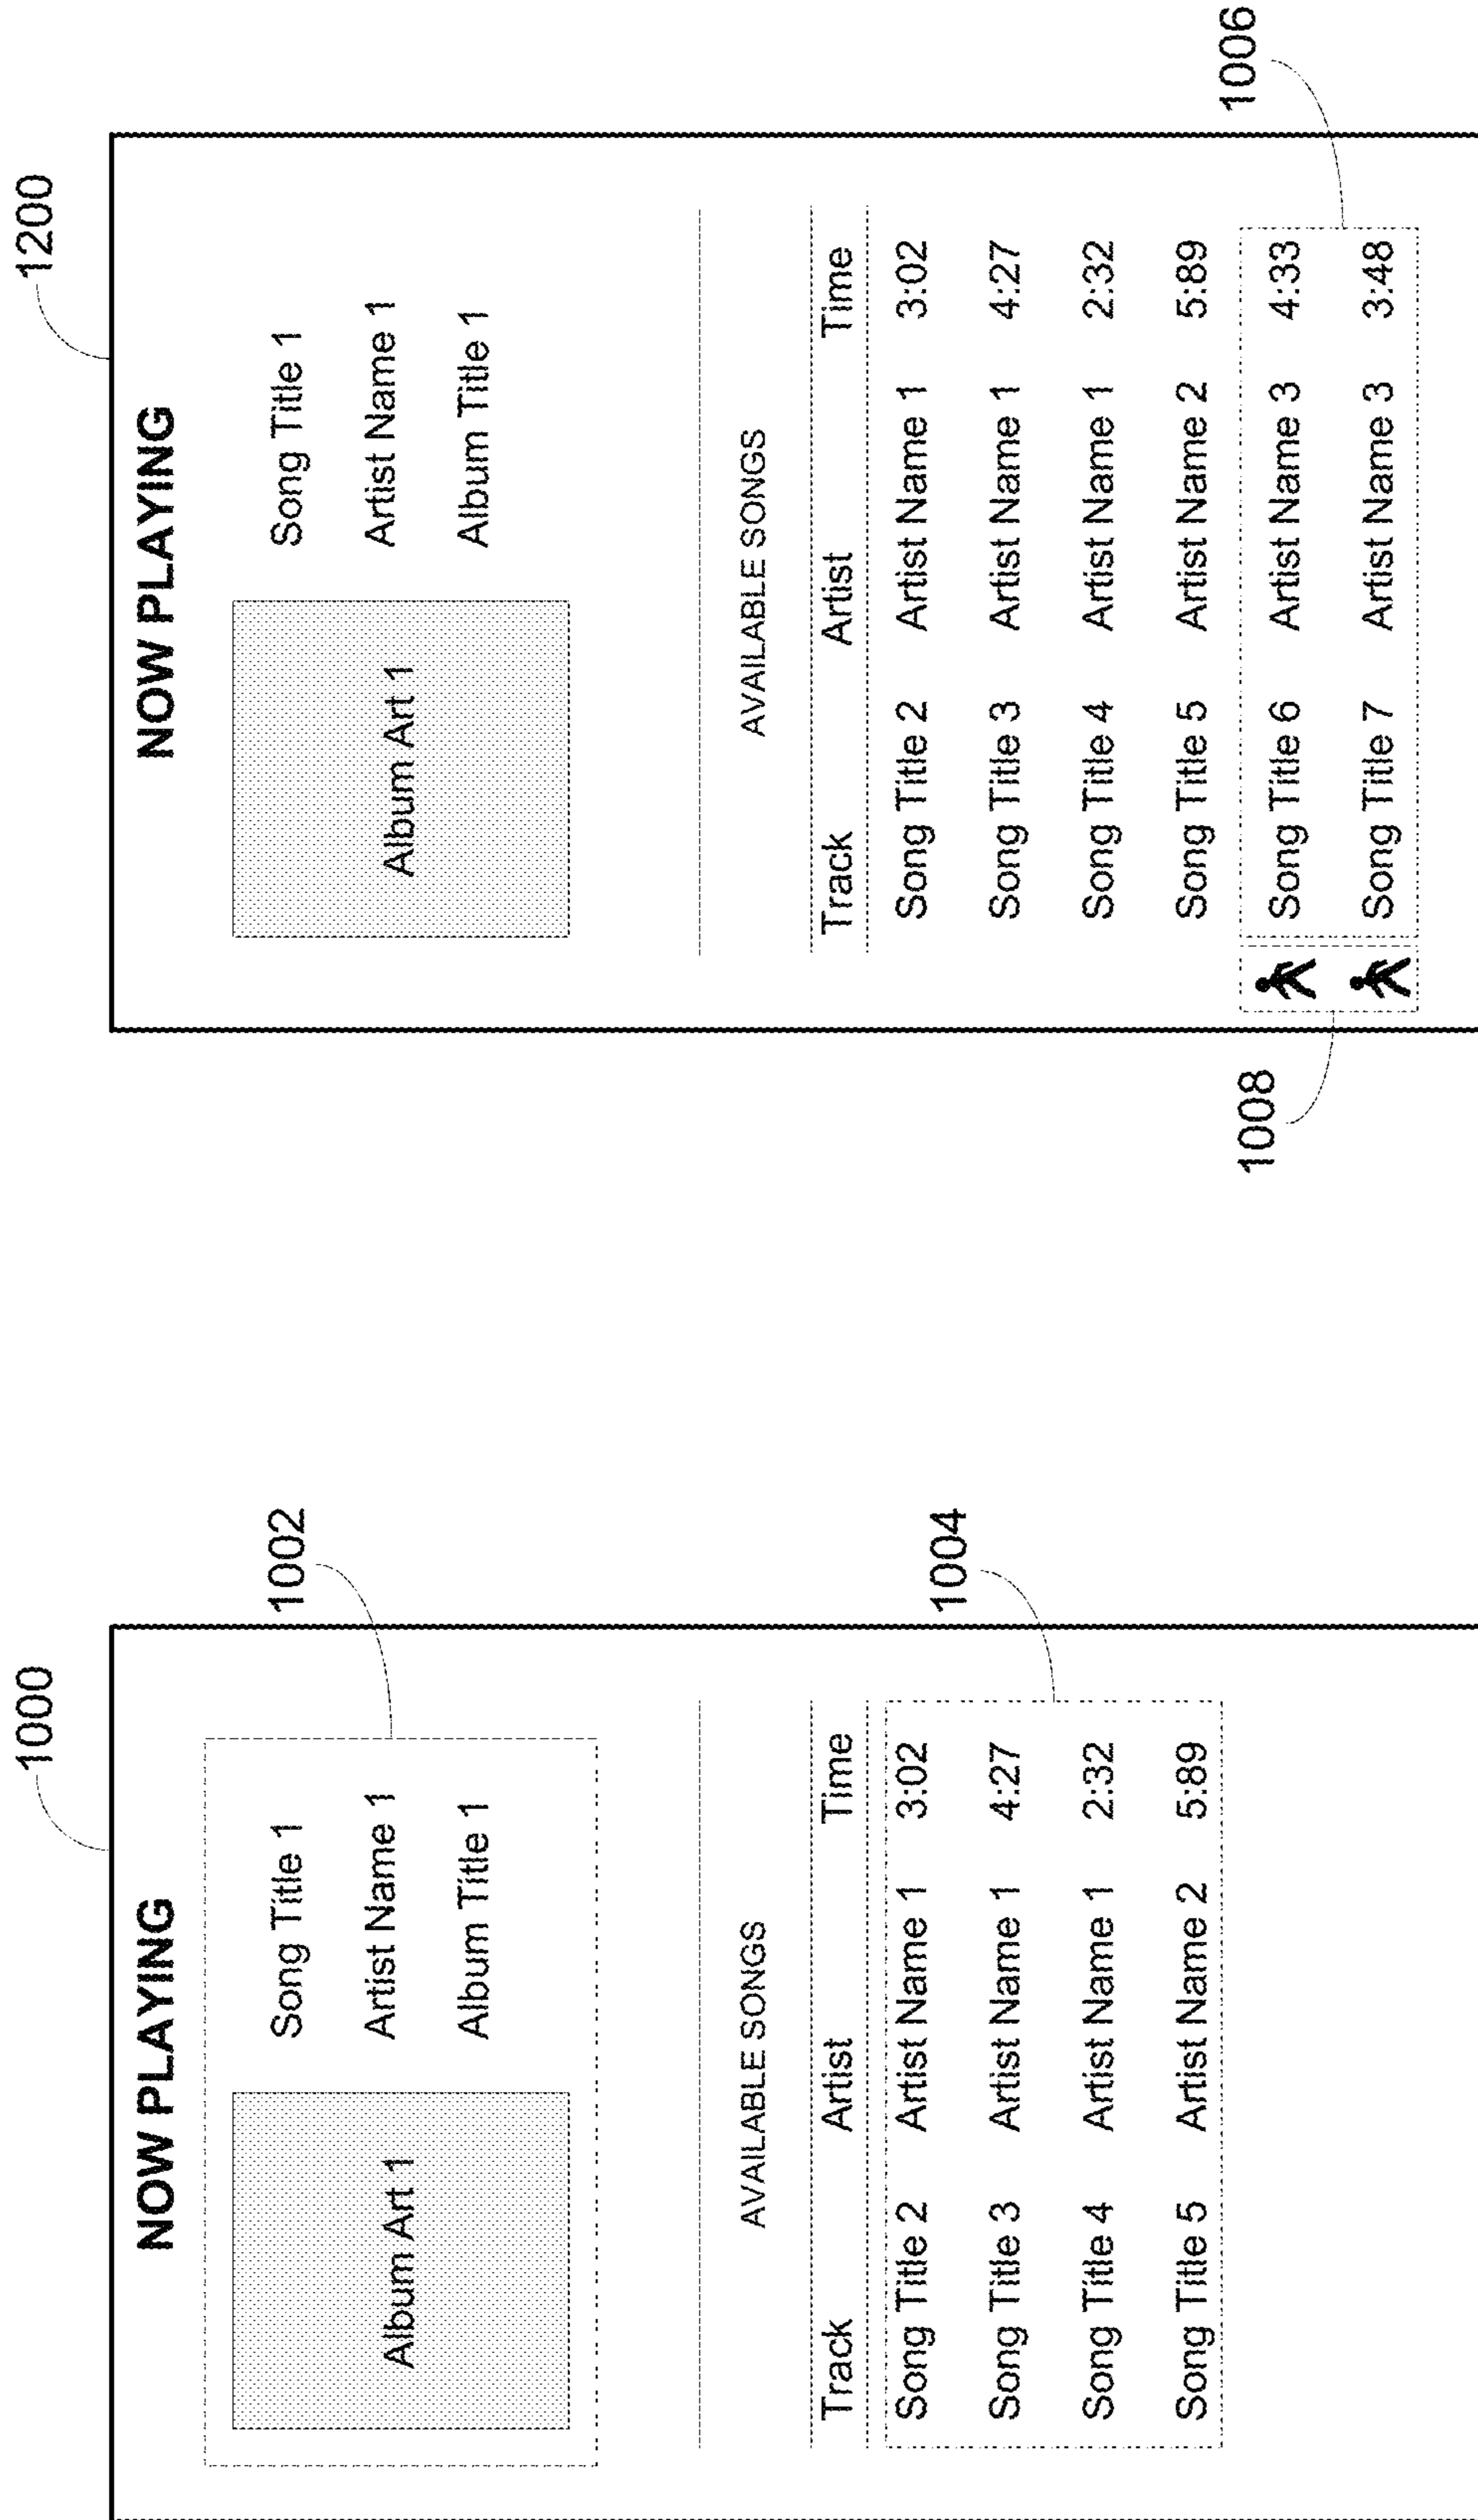 1000
NOW PLAYING
1002
Album Art 1
Song Title 1
Artist Name 1
Album Title 1
AVAILABLE SONGS
Track Artist Time
1004
Song Title 2 Artist Name 1 3:02
Song Title 3 Artist Name 1 4:27
Song Title 4 Artist Name 1 2:32
Song Title 5 Artist Name 2 5:89
1200
NOW PLAYING
Album Art 1
Song Title 1
Artist Name 1
Album Title 1
AVAILABLE SONGS
Track Artist Time
Song Title 2 Artist Name 1 3:02
Song Title 3 Artist Name 1 4:27
Song Title 4 Artist Name 1 2:32
Song Title 5 Artist Name 2 5:89
1006
1008
Song Title 6 Artist Name 3 4:33
Song Title 7 Artist Name 3 3:48